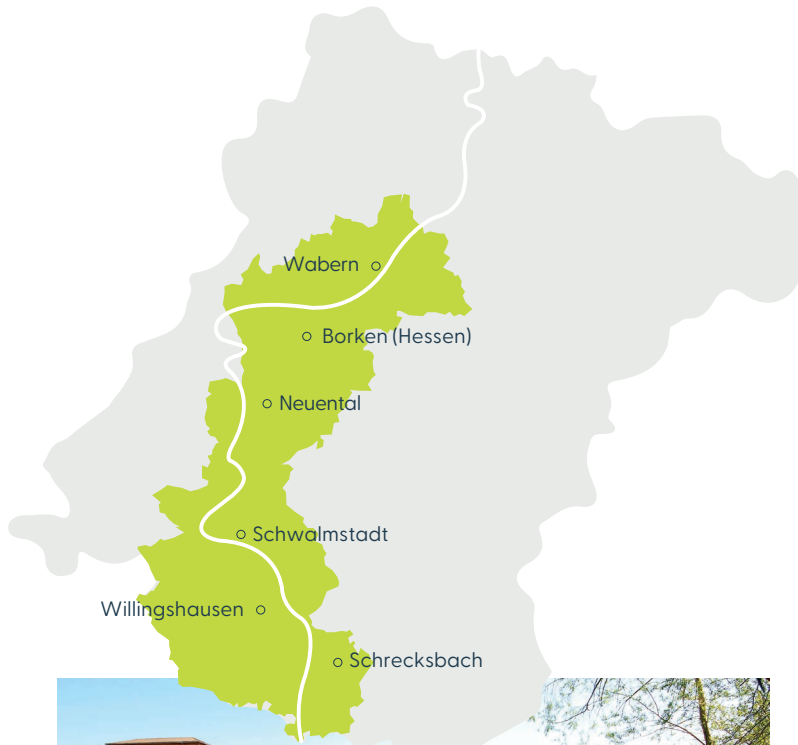 Wabern
Borken (Hessen)
Neuental
Schwalmstadt
Willingshausen
Schrecksbach